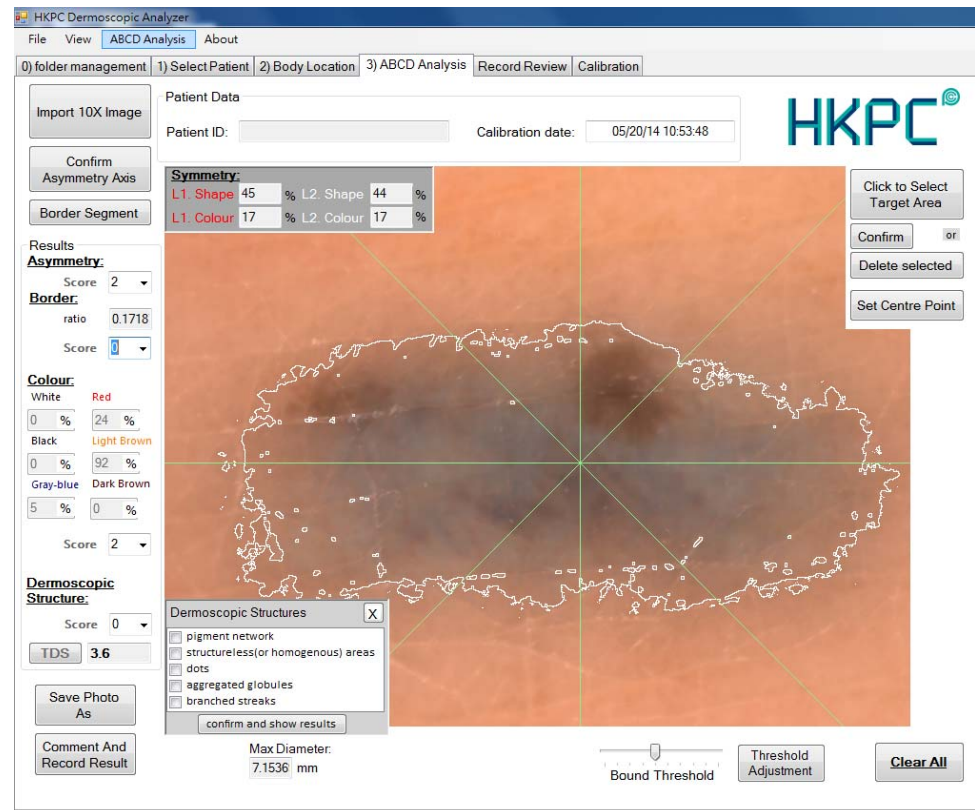 HKPC Dermoscopic Analyzer
File View ABCD Analysis About
0) folder management 1) Select Patient 2) Body Location 3) ABCD Analysis Record Review Calibration
Import 10X Image
Patient Data
Patient ID: Calibration date: 05/20/14 10:53:48
HKPC®
Confirm
Asymmetry Axis
Border Segment
Symmetry:
L1. Shape 45 % L2. Shape 44 %
L1. Colour 17 % L2. Colour 17 %
Click to Select
Target Area
Confirm or
Delete selected
Set Centre Point
Results
Asymmetry:
Score 2
Border:
ratio 0.1718
Score 0
Colour:
White Red
0 % 24 %
Black Light Brown
0 % 92 %
Gray-blue Dark Brown
5 % 0 %
Score 2
Dermoscopic
Structure:
Score 0
TDS 3.6
Dermoscopic Structures X
pigment network
structureless(or homogenous) areas
dots
aggregated globules
branched streaks
confirm and show results
Save Photo
As
Comment And
Record Result
Max Diameter:
7.1536 mm
Bound Threshold
Threshold
Adjustment
Clear All